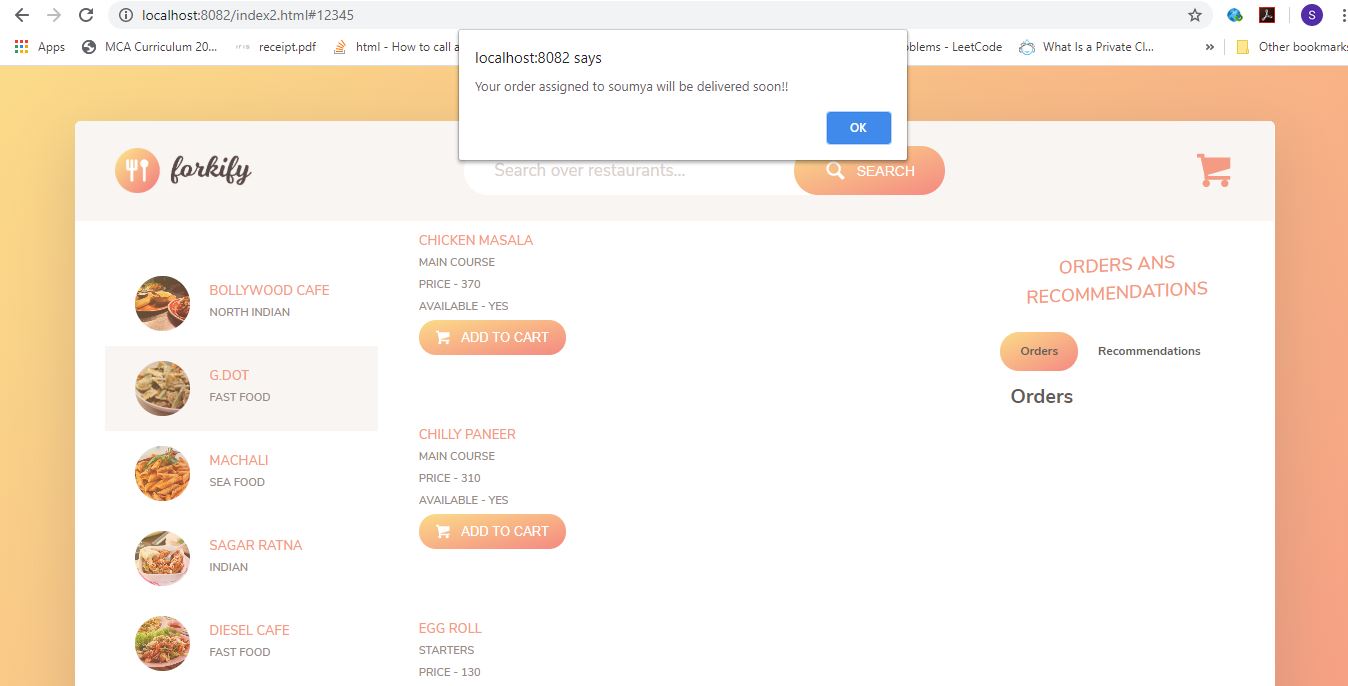 localhost:8082/index2.html#12345
S
Apps
MCA Curriculum 20...
receipt.pdf
html - How to call a
oblems - LeetCode
What Is a Private Cl...
»
Other bookmarks
localhost:8082 says
Your order assigned to soumya will be delivered soon!!
OK
forkify
Search over restaurants...
SEARCH
BOLLYWOOD CAFE
NORTH INDIAN
G.DOT
FAST FOOD
MACHALI
SEA FOOD
SAGAR RATNA
INDIAN
DIESEL CAFE
FAST FOOD
CHICKEN MASALA
MAIN COURSE
PRICE - 370
AVAILABLE - YES
ADD TO CART
CHILLY PANEER
MAIN COURSE
PRICE - 310
AVAILABLE - YES
ADD TO CART
EGG ROLL
STARTERS
PRICE - 130
ORDERS ANS
RECOMMENDATIONS
Orders
Recommendations
Orders